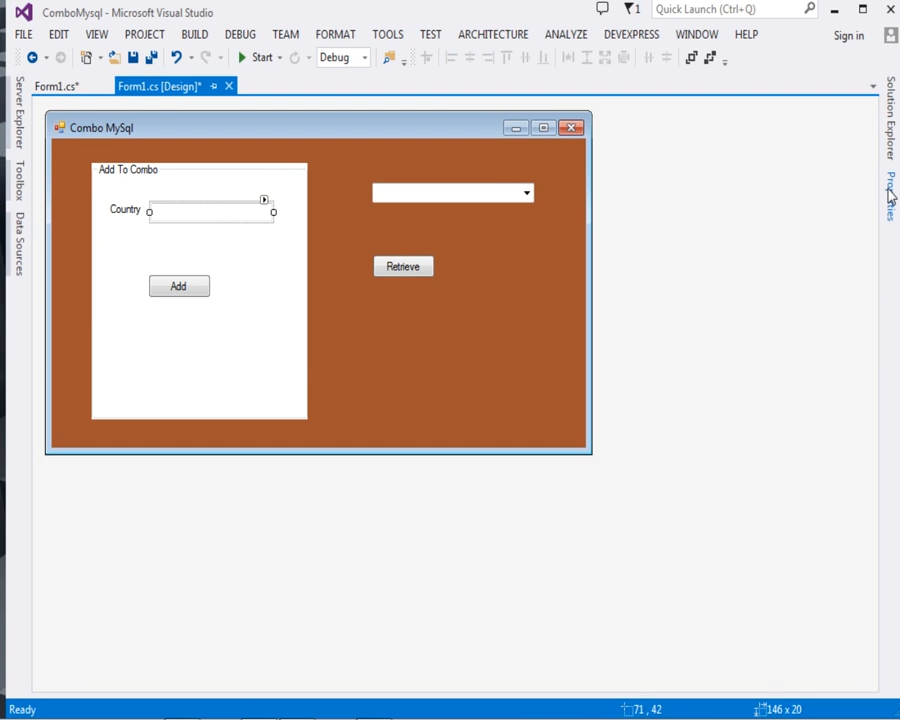 ComboMysql - Microsoft Visual Studio
1
Quick Launch (Ctrl+Q)
FILE EDIT VIEW PROJECT BUILD DEBUG TEAM FORMAT TOOLS TEST ARCHITECTURE ANALYZE DEVEXPRESS WINDOW HELP
Sign in
Start
Debug
Form1.cs*
Form1.cs [Design]*
Server Explorer
Toolbox
Data Sources
Combo MySql
Add To Combo
Country
Add
Retrieve
Solution Explorer
Properties
Ready
71 , 42
146 x 20